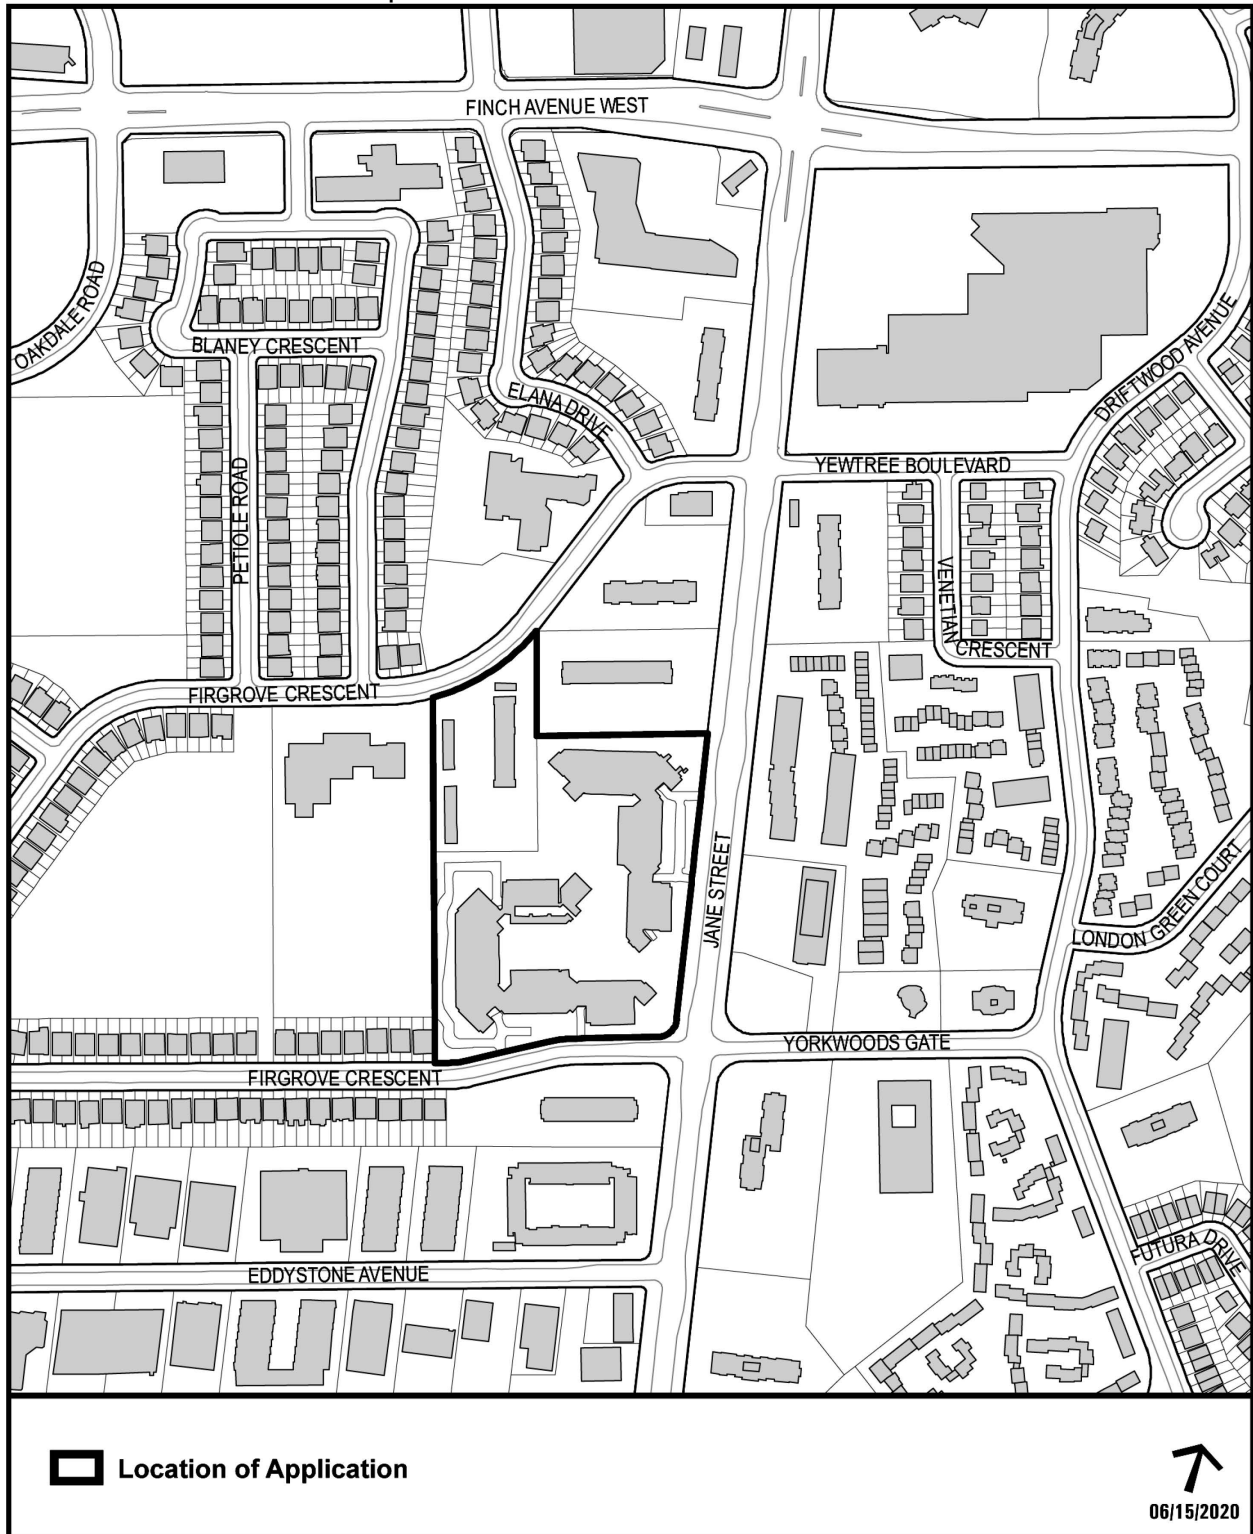 FINCH AVENUE WEST
OAKDALE ROAD
BLANEY CRESCENT
ELANA DRIVE
DRIFTWOOD AVENUE
YEWTREE BOULEVARD
PETIOLE ROAD
VENETIAN
CRESCENT
FIRGROVE CRESCENT
JANE STREET
LONDON GREEN COURT
YORKWOODS GATE
FIRGROVE CRESCENT
FUTURA DRIVE
EDDYSTONE AVENUE
Location of Application
06/15/2020